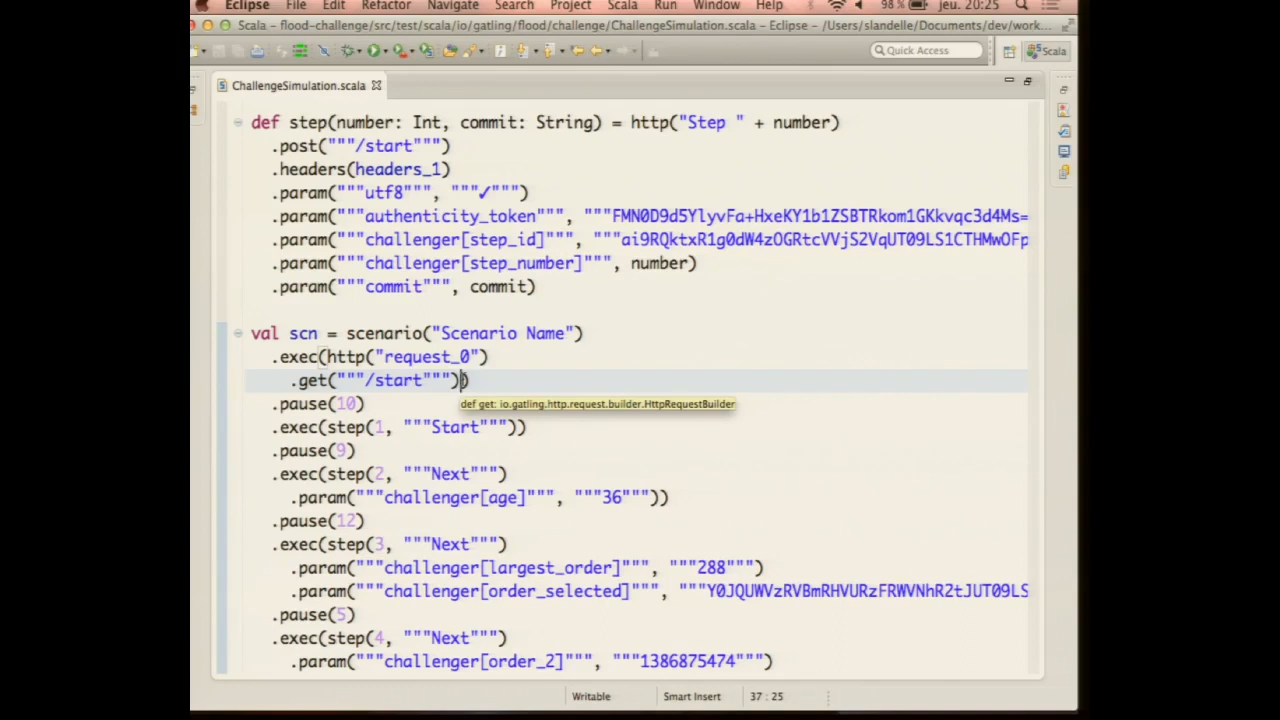 Eclipse File Edit Refactor Navigate Search Project Scala Run Window Help 98 % jeu. 20:25
Scala - flood-challenge/src/test/scala/io/gatling/flood/challenge/ChallengeSimulation.scala - Eclipse - /Users/slandelle/Documents/dev/work...
Quick Access Scala
ChallengeSimulation.scala
def step(number: Int, commit: String) = http("Step " + number)
.post("""/start""")
.headers(headers_1)
.param("""utf8""", """✓""")
.param("""authenticity_token""", """FMN0D9d5YlyvFa+HxeKY1b1ZSBTRkom1GKkvqc3d4Ms=
.param("""challenger[step_id]""", """ai9RQktxR1g0dW4zOGRtcVVjS2VqUT09LS1CTHMwOFp
.param("""challenger[step_number]""", number)
.param("""commit""", commit)
val scn = scenario("Scenario Name")
.exec(http("request_0")
.get("""/start"""))
def get: io.gatling.http.request.builder.HttpRequestBuilder
.pause(10)
.exec(step(1, """Start"""))
.pause(9)
.exec(step(2, """Next""")
.param("""challenger[age]""", """36"""))
.pause(12)
.exec(step(3, """Next""")
.param("""challenger[largest_order]""", """288""")
.param("""challenger[order_selected]""", """Y0JQUWVzRVBmRHVURzFRWVNhR2tJUT09LS
.pause(5)
.exec(step(4, """Next""")
.param("""challenger[order_2]""", """1386875474""")
Writable Smart Insert 37 : 25